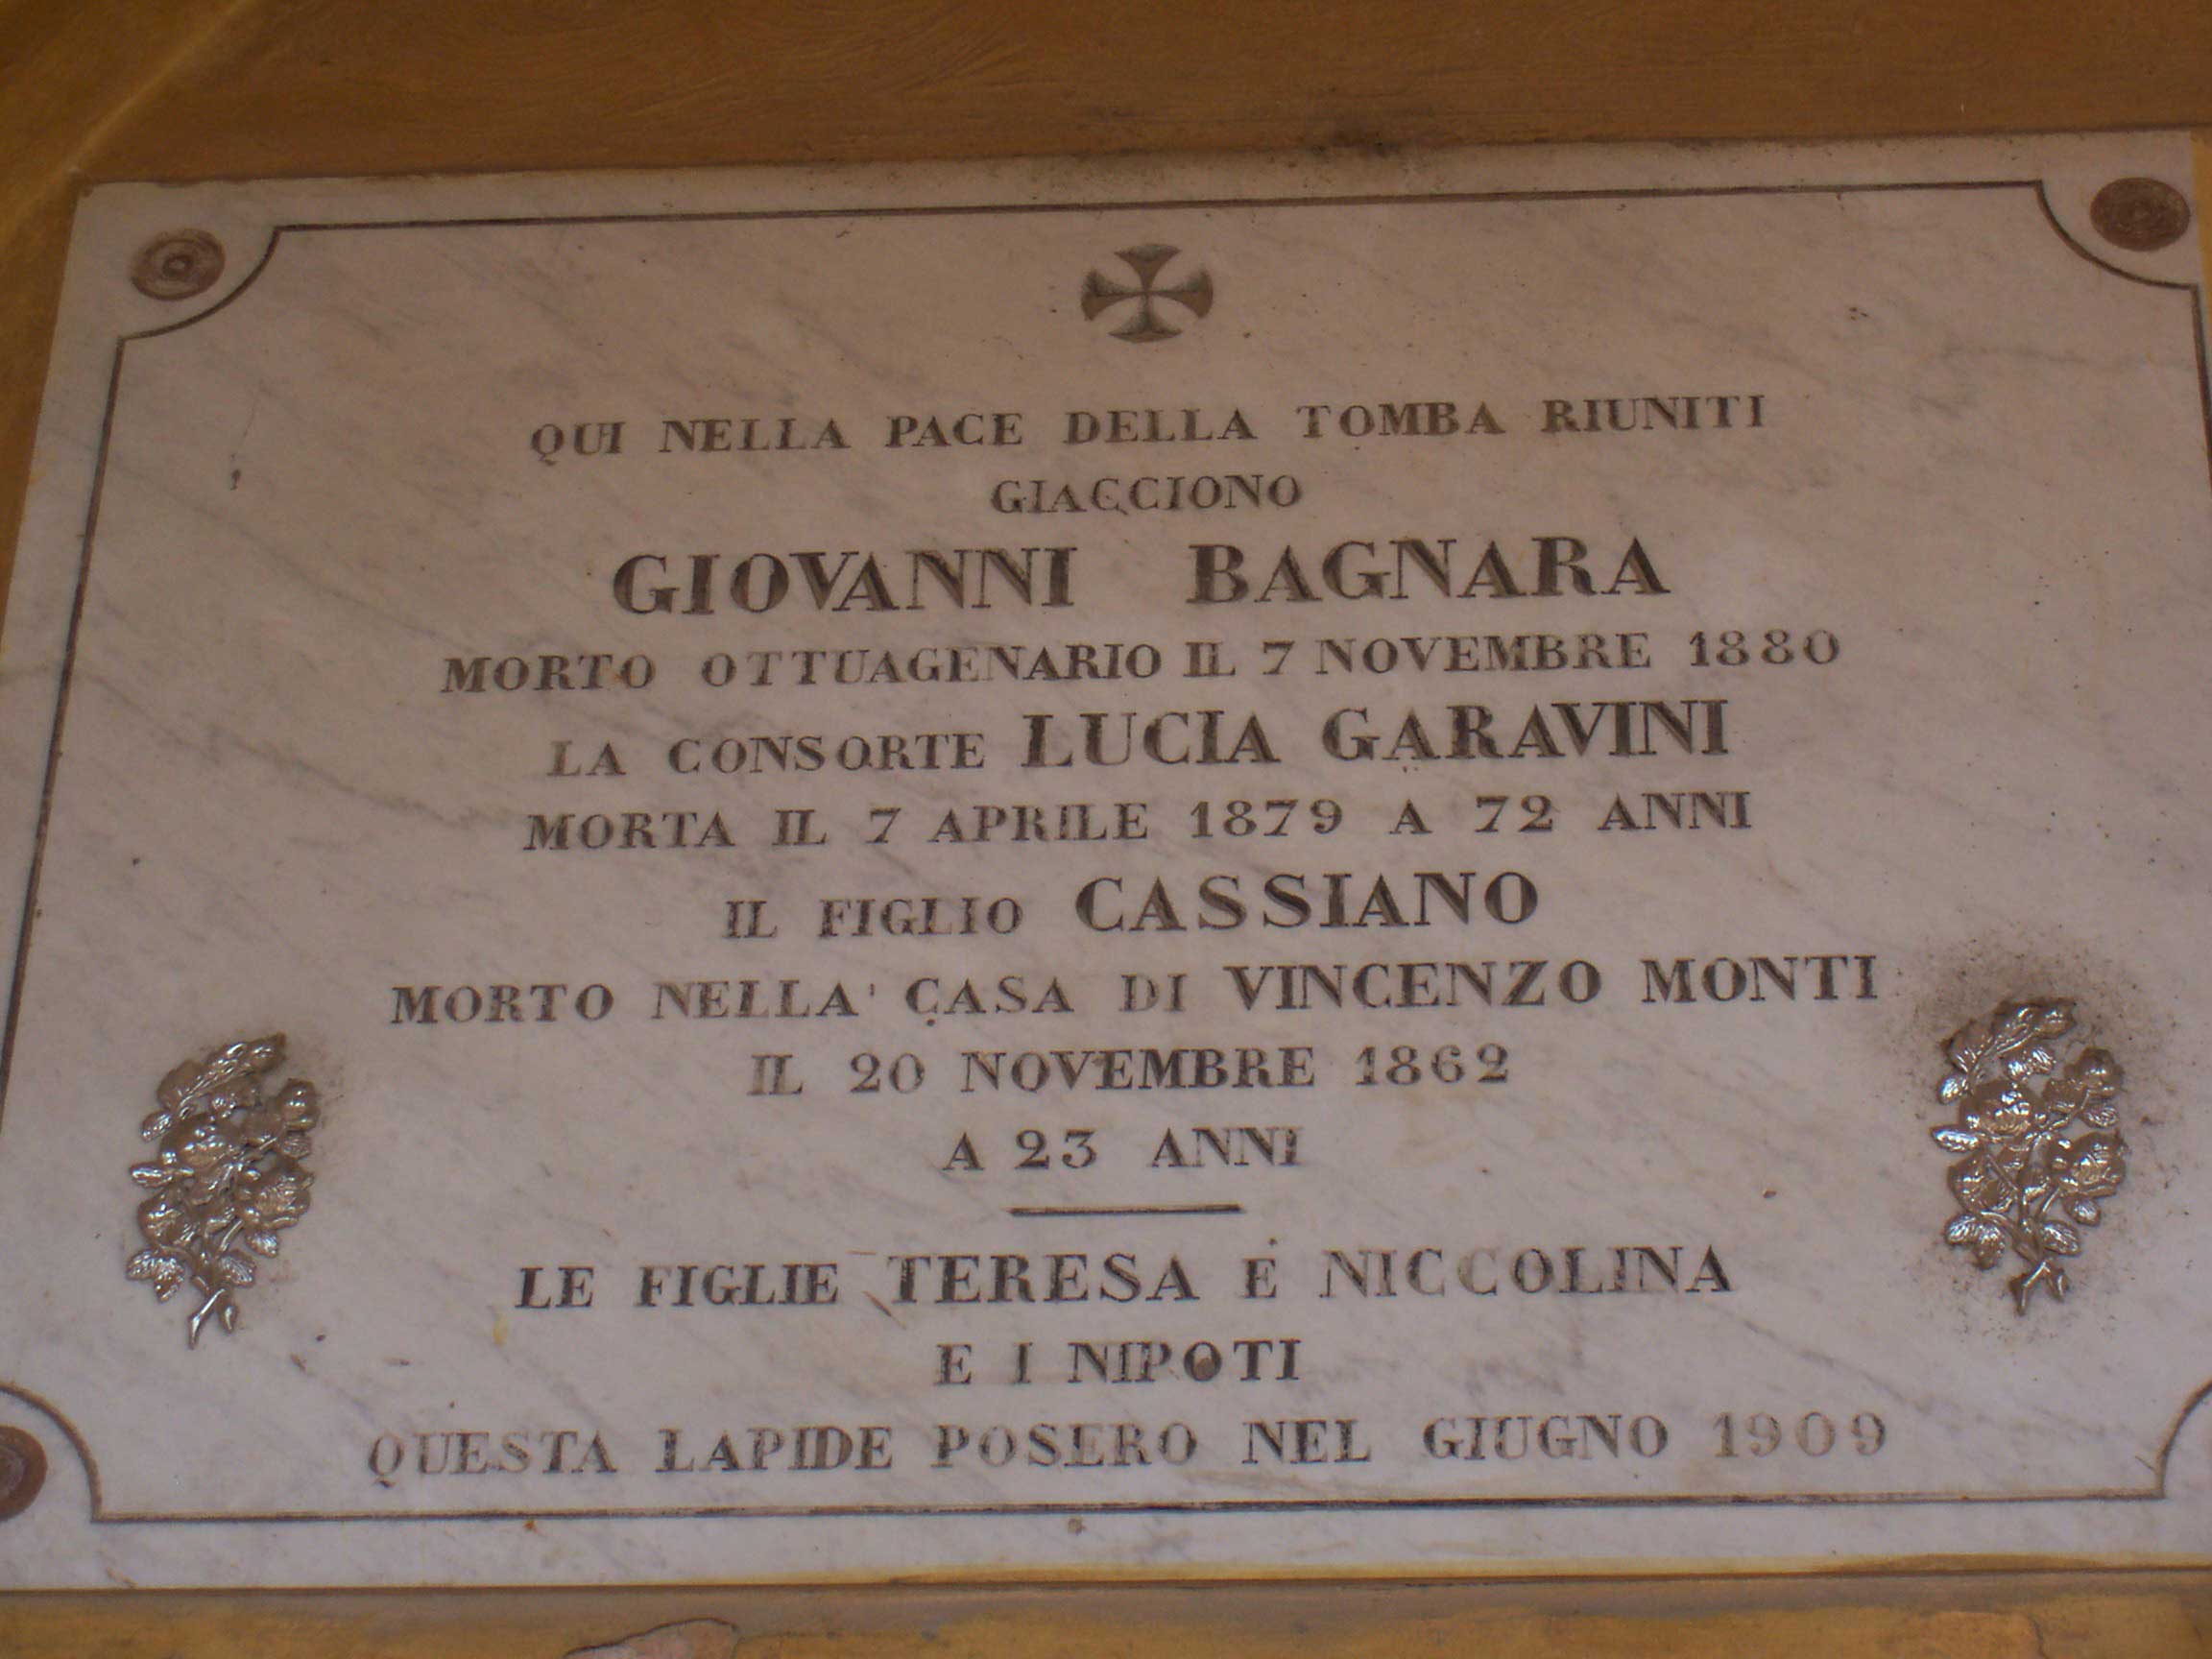 QUI NELLA PACE DELLA TOMBA RIUNITI
GIACCIONO
GIOVANNI BAGNARA
MORTO OTTUAGENARIO IL 7 NOVEMBRE 1880
LA CONSORTE LUCIA GARAVINI
MORTA IL 7 APRILE 1879 A 72 ANNI
IL FIGLIO CASSIANO
MORTO NELLA CASA DI VINCENZO MONTI
IL 20 NOVEMBRE 1862
A 23 ANNI
LE FIGLIE TERESA E NICCOLINA
E I NIPOTI
QUESTA LAPIDE POSERO NEL GIUGNO 1909